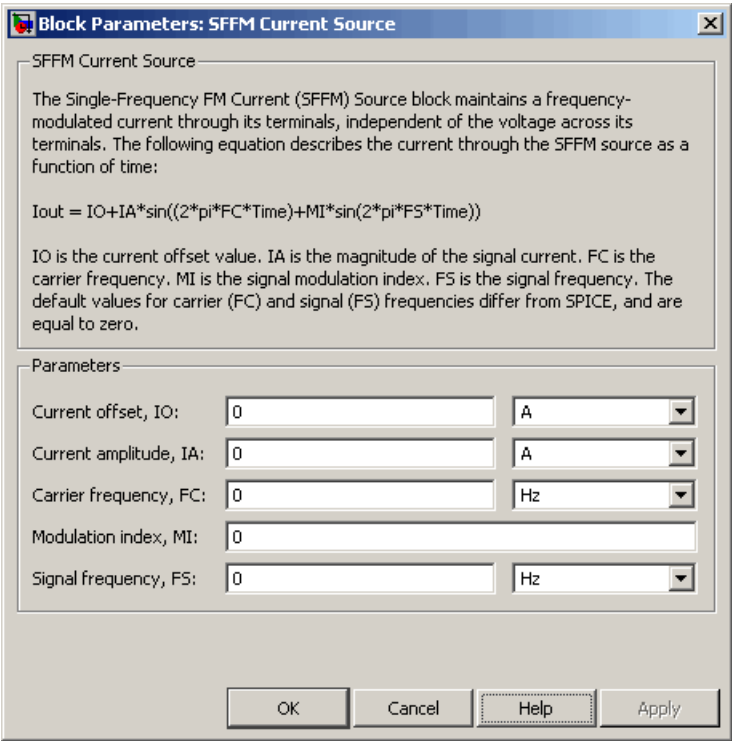 Block Parameters: SFFM Current Source
SFFM Current Source
The Single-Frequency FM Current (SFFM) Source block maintains a frequency-
modulated current through its terminals, independent of the voltage across its
terminals. The following equation describes the current through the SFFM source as a
function of time:
Iout = IO+IA*sin((2*pi*FC*Time)+MI*sin(2*pi*FS*Time))
IO is the current offset value. IA is the magnitude of the signal current. FC is the
carrier frequency. MI is the signal modulation index. FS is the signal frequency. The
default values for carrier (FC) and signal (FS) frequencies differ from SPICE, and are
equal to zero.
Parameters
Current offset, IO: 0 A
Current amplitude, IA: 0 A
Carrier frequency, FC: 0 Hz
Modulation index, MI: 0
Signal frequency, FS: 0 Hz
OK Cancel Help Apply